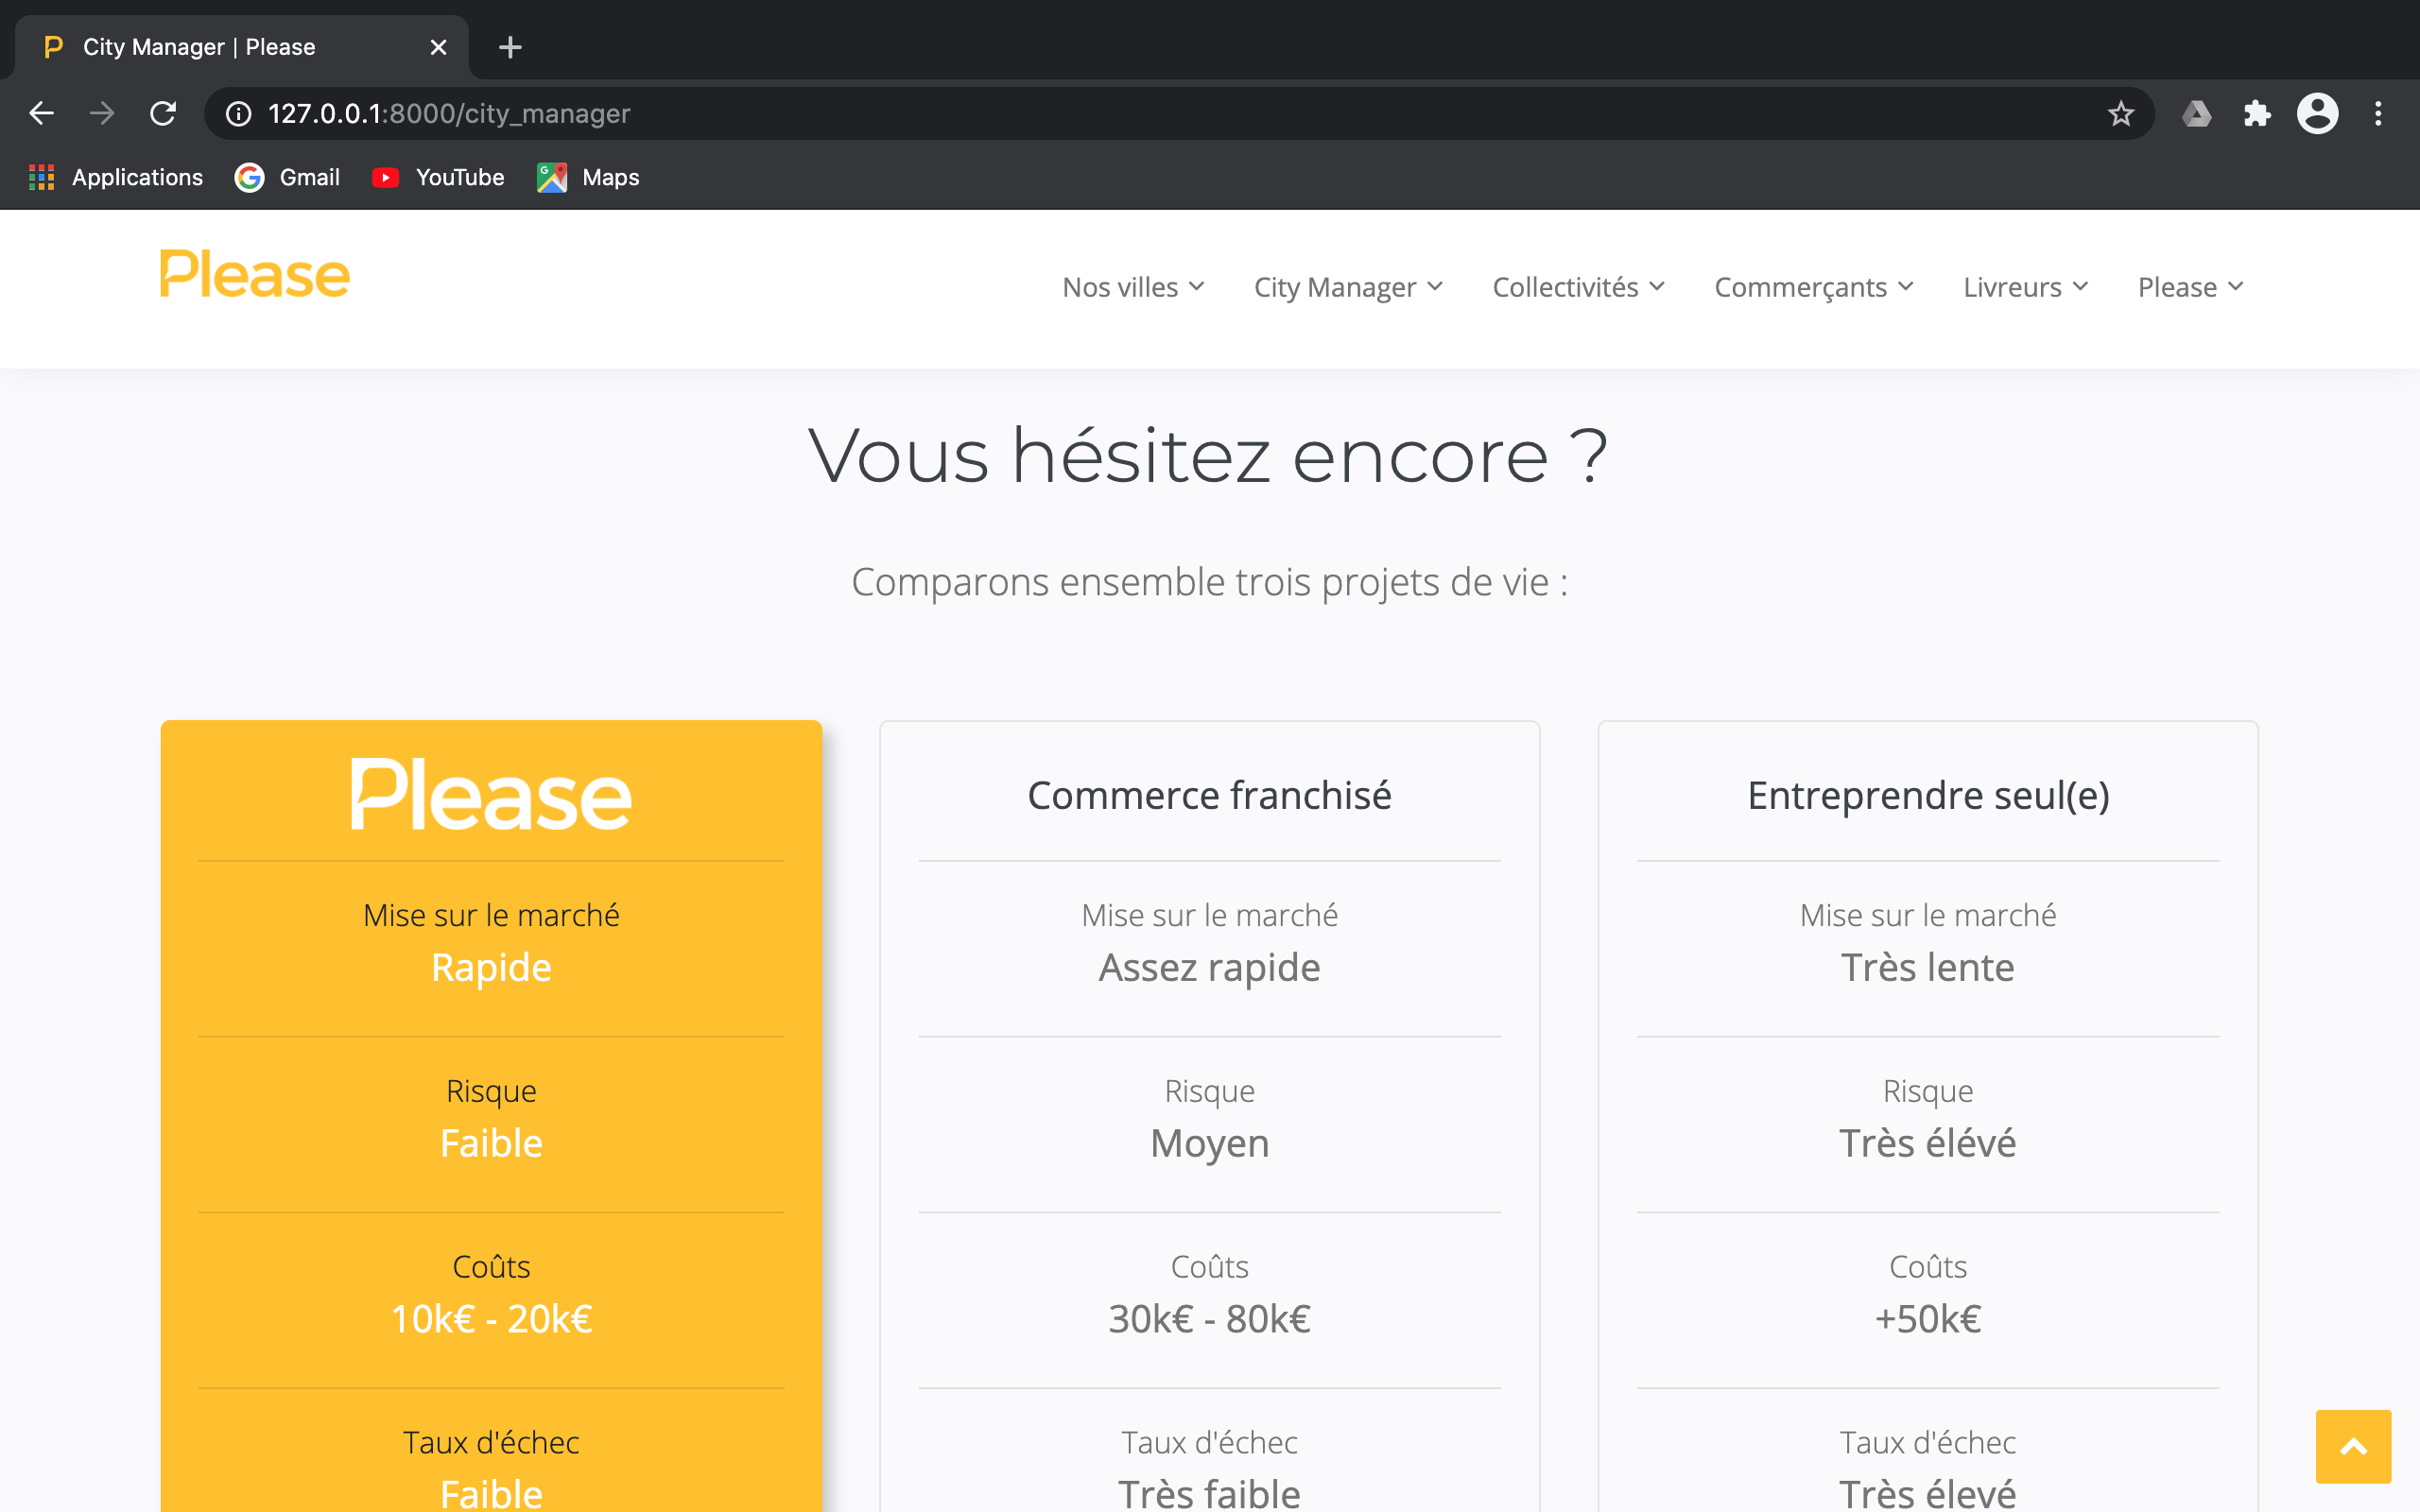 City Manager | Please
127.0.0.1:8000/city_manager
Applications Gmail YouTube Maps
Please
Nos villes City Manager Collectivités Commerçants Livreurs Please
Vous hésitez encore ?
Comparons ensemble trois projets de vie :
Please
Mise sur le marché
Rapide
Risque
Faible
Coûts
10k€ - 20k€
Taux d'échec
Faible
Commerce franchisé
Mise sur le marché
Assez rapide
Risque
Moyen
Coûts
30k€ - 80k€
Taux d'échec
Très faible
Entreprendre seul(e)
Mise sur le marché
Très lente
Risque
Très élévé
Coûts
+50k€
Taux d'échec
Très élevé